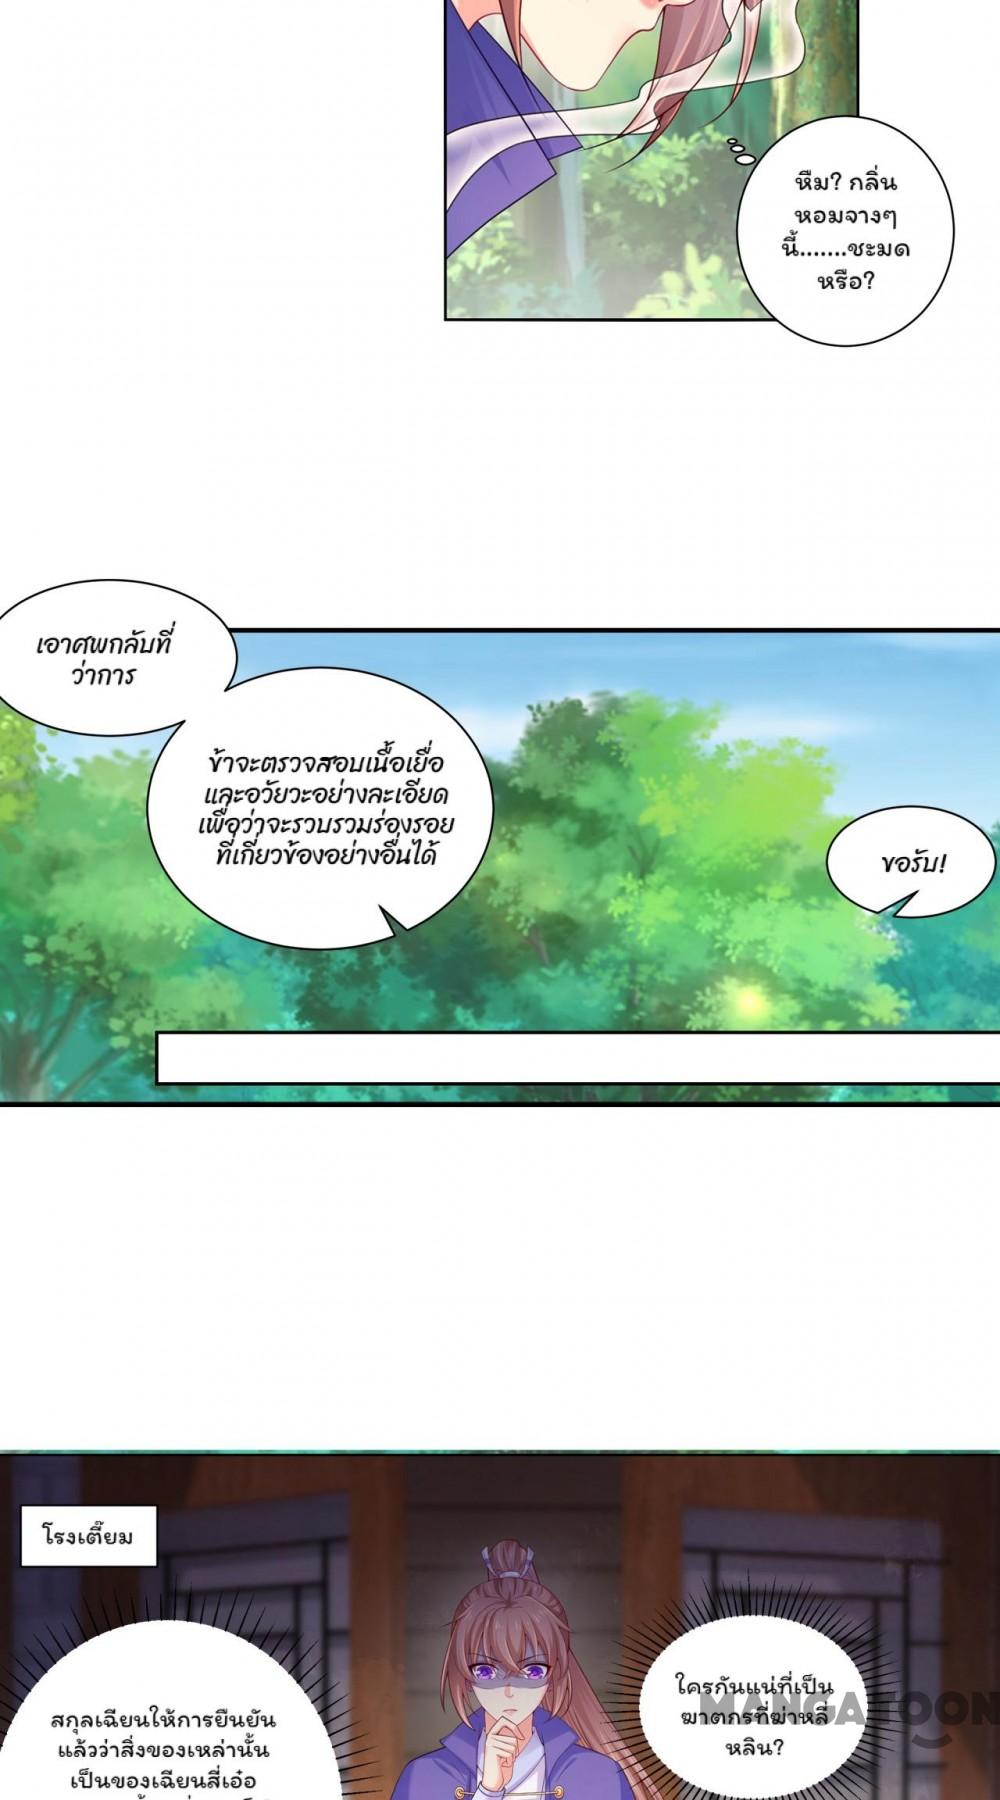 หืม? กลิ่น
หอมจางๆ
นี้.......ชะมด
หรือ?
เอาศพกลับที่
ว่าการ
ข้าจะตรวจสอบเนื้อเยื่อ
และอวัยวะอย่างละเอียด
เพื่อว่าจะรวบรวมร่องรอย
ที่เกี่ยวข้องอย่างอื่นได้
ขอรับ!
โรงเตี๊ยม
ใครกันแน่ที่เป็น
ฆาตกรที่ฆ่าหลี่
หลิน?
MANGATOON
สกุลเฉียนให้การยืนยัน
แล้วว่าสิ่งของเหล่านั้น
เป็นของเฉียนสี่เอ๋อ